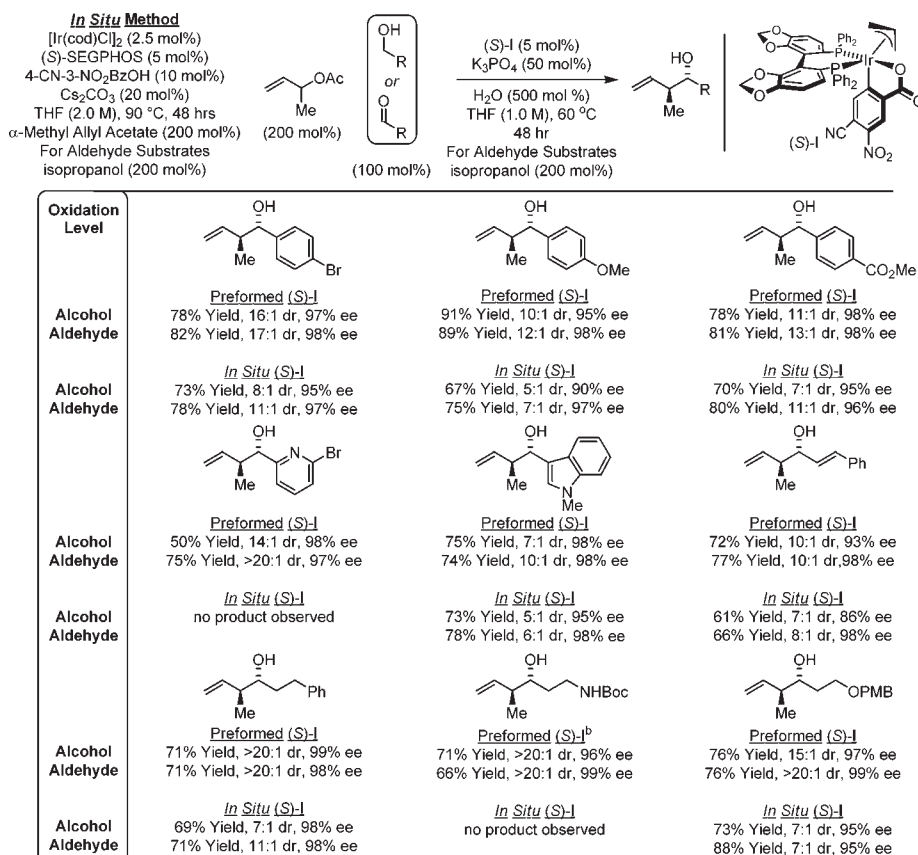 In Situ Method
[Ir(cod)Cl]2 (2.5 mol%)
(S)-SEGPHOS (5 mol%)
4-CN-3-NO2BzOH (10 mol%)
Cs2CO3 (20 mol%)
THF (2.0 M), 90 °C, 48 hrs
α-Methyl Allyl Acetate (200 mol%)
For Aldehyde Substrates
isopropanol (200 mol%)
OAc
Me
(200 mol%)
OH
R
or
O
R
(100 mol%)
(S)-I (5 mol%)
K3PO4 (50 mol%)
H2O (500 mol %)
THF (1.0 M), 60 °C
48 hr
For Aldehyde Substrates
isopropanol (200 mol%)
OH
R
Me
O
O
O
O
Ph2
P
P
Ph2
Ir
O
O
NC
NO2
(S)-I
Oxidation
Level
OH
Me
Br
OH
Me
OMe
OH
Me
CO2Me
Preformed (S)-I
Preformed (S)-I
Preformed (S)-I
Alcohol 78% Yield, 16:1 dr, 97% ee 91% Yield, 10:1 dr, 95% ee 78% Yield, 11:1 dr, 98% ee
Aldehyde 82% Yield, 17:1 dr, 98% ee 89% Yield, 12:1 dr, 98% ee 81% Yield, 13:1 dr, 98% ee
In Situ (S)-I
In Situ (S)-I
In Situ (S)-I
Alcohol 73% Yield, 8:1 dr, 95% ee 67% Yield, 5:1 dr, 90% ee 70% Yield, 7:1 dr, 95% ee
Aldehyde 78% Yield, 11:1 dr, 97% ee 75% Yield, 7:1 dr, 97% ee 80% Yield, 11:1 dr, 96% ee
OH
N
Br
Me
OH
Me
N
Me
OH
Me
Ph
Preformed (S)-I
Preformed (S)-I
Preformed (S)-I
Alcohol 50% Yield, 14:1 dr, 98% ee 75% Yield, 7:1 dr, 98% ee 72% Yield, 10:1 dr, 93% ee
Aldehyde 75% Yield, >20:1 dr, 97% ee 74% Yield, 10:1 dr, 98% ee 77% Yield, 10:1 dr,98% ee
In Situ (S)-I
In Situ (S)-I
In Situ (S)-I
Alcohol no product observed 73% Yield, 5:1 dr, 95% ee 61% Yield, 7:1 dr, 86% ee
Aldehyde 78% Yield, 6:1 dr, 98% ee 66% Yield, 8:1 dr, 98% ee
OH
Me
Ph
OH
Me
NHBoc
OH
Me
OPMB
Preformed (S)-I
Preformed (S)-Ib
Preformed (S)-I
Alcohol 71% Yield, >20:1 dr, 99% ee 71% Yield, >20:1 dr, 96% ee 76% Yield, 15:1 dr, 97% ee
Aldehyde 71% Yield, >20:1 dr, 98% ee 66% Yield, >20:1 dr, 99% ee 76% Yield, >20:1 dr, 99% ee
In Situ (S)-I
In Situ (S)-I
In Situ (S)-I
Alcohol 69% Yield, 7:1 dr, 98% ee no product observed 73% Yield, 7:1 dr, 95% ee
Aldehyde 71% Yield, 11:1 dr, 98% ee 88% Yield, 7:1 dr, 95% ee